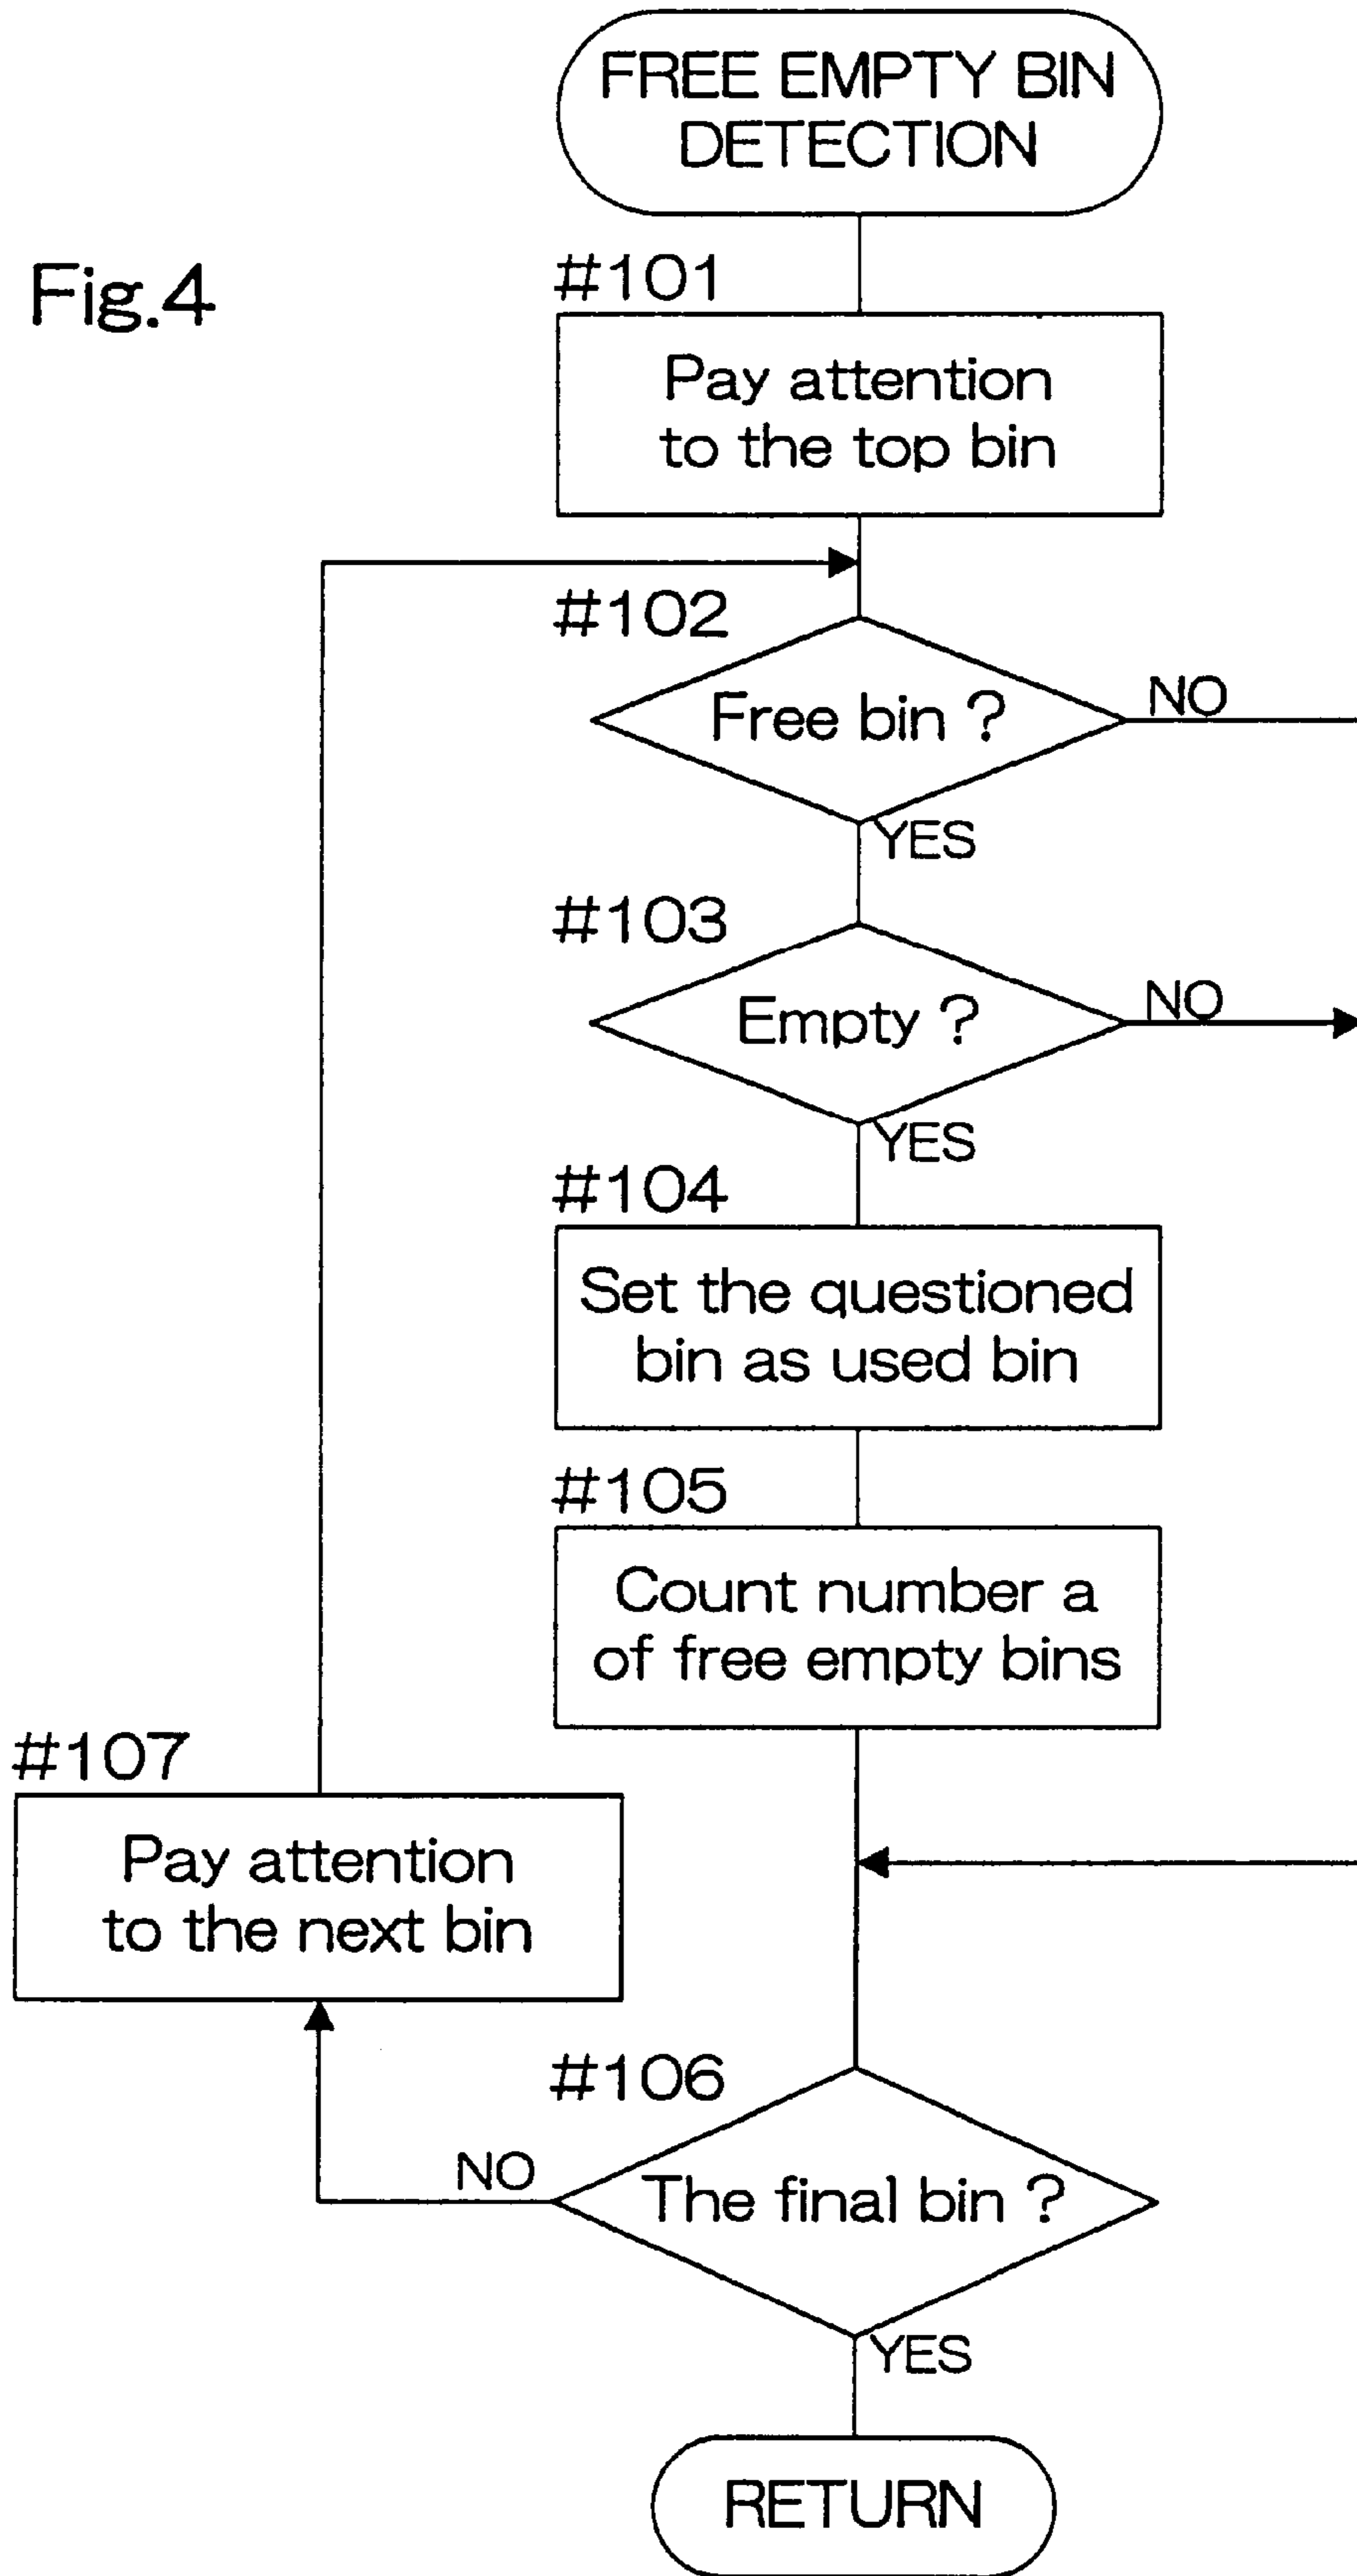 FREE EMPTY BIN
DETECTION
Fig.4
#101
Pay attention
to the top bin
#102
Free bin ?
NO
YES
#103
Empty ?
NO
YES
#104
Set the questioned
bin as used bin
#105
Count number a
of free empty bins
#107
Pay attention
to the next bin
#106
NO
The final bin ?
YES
RETURN